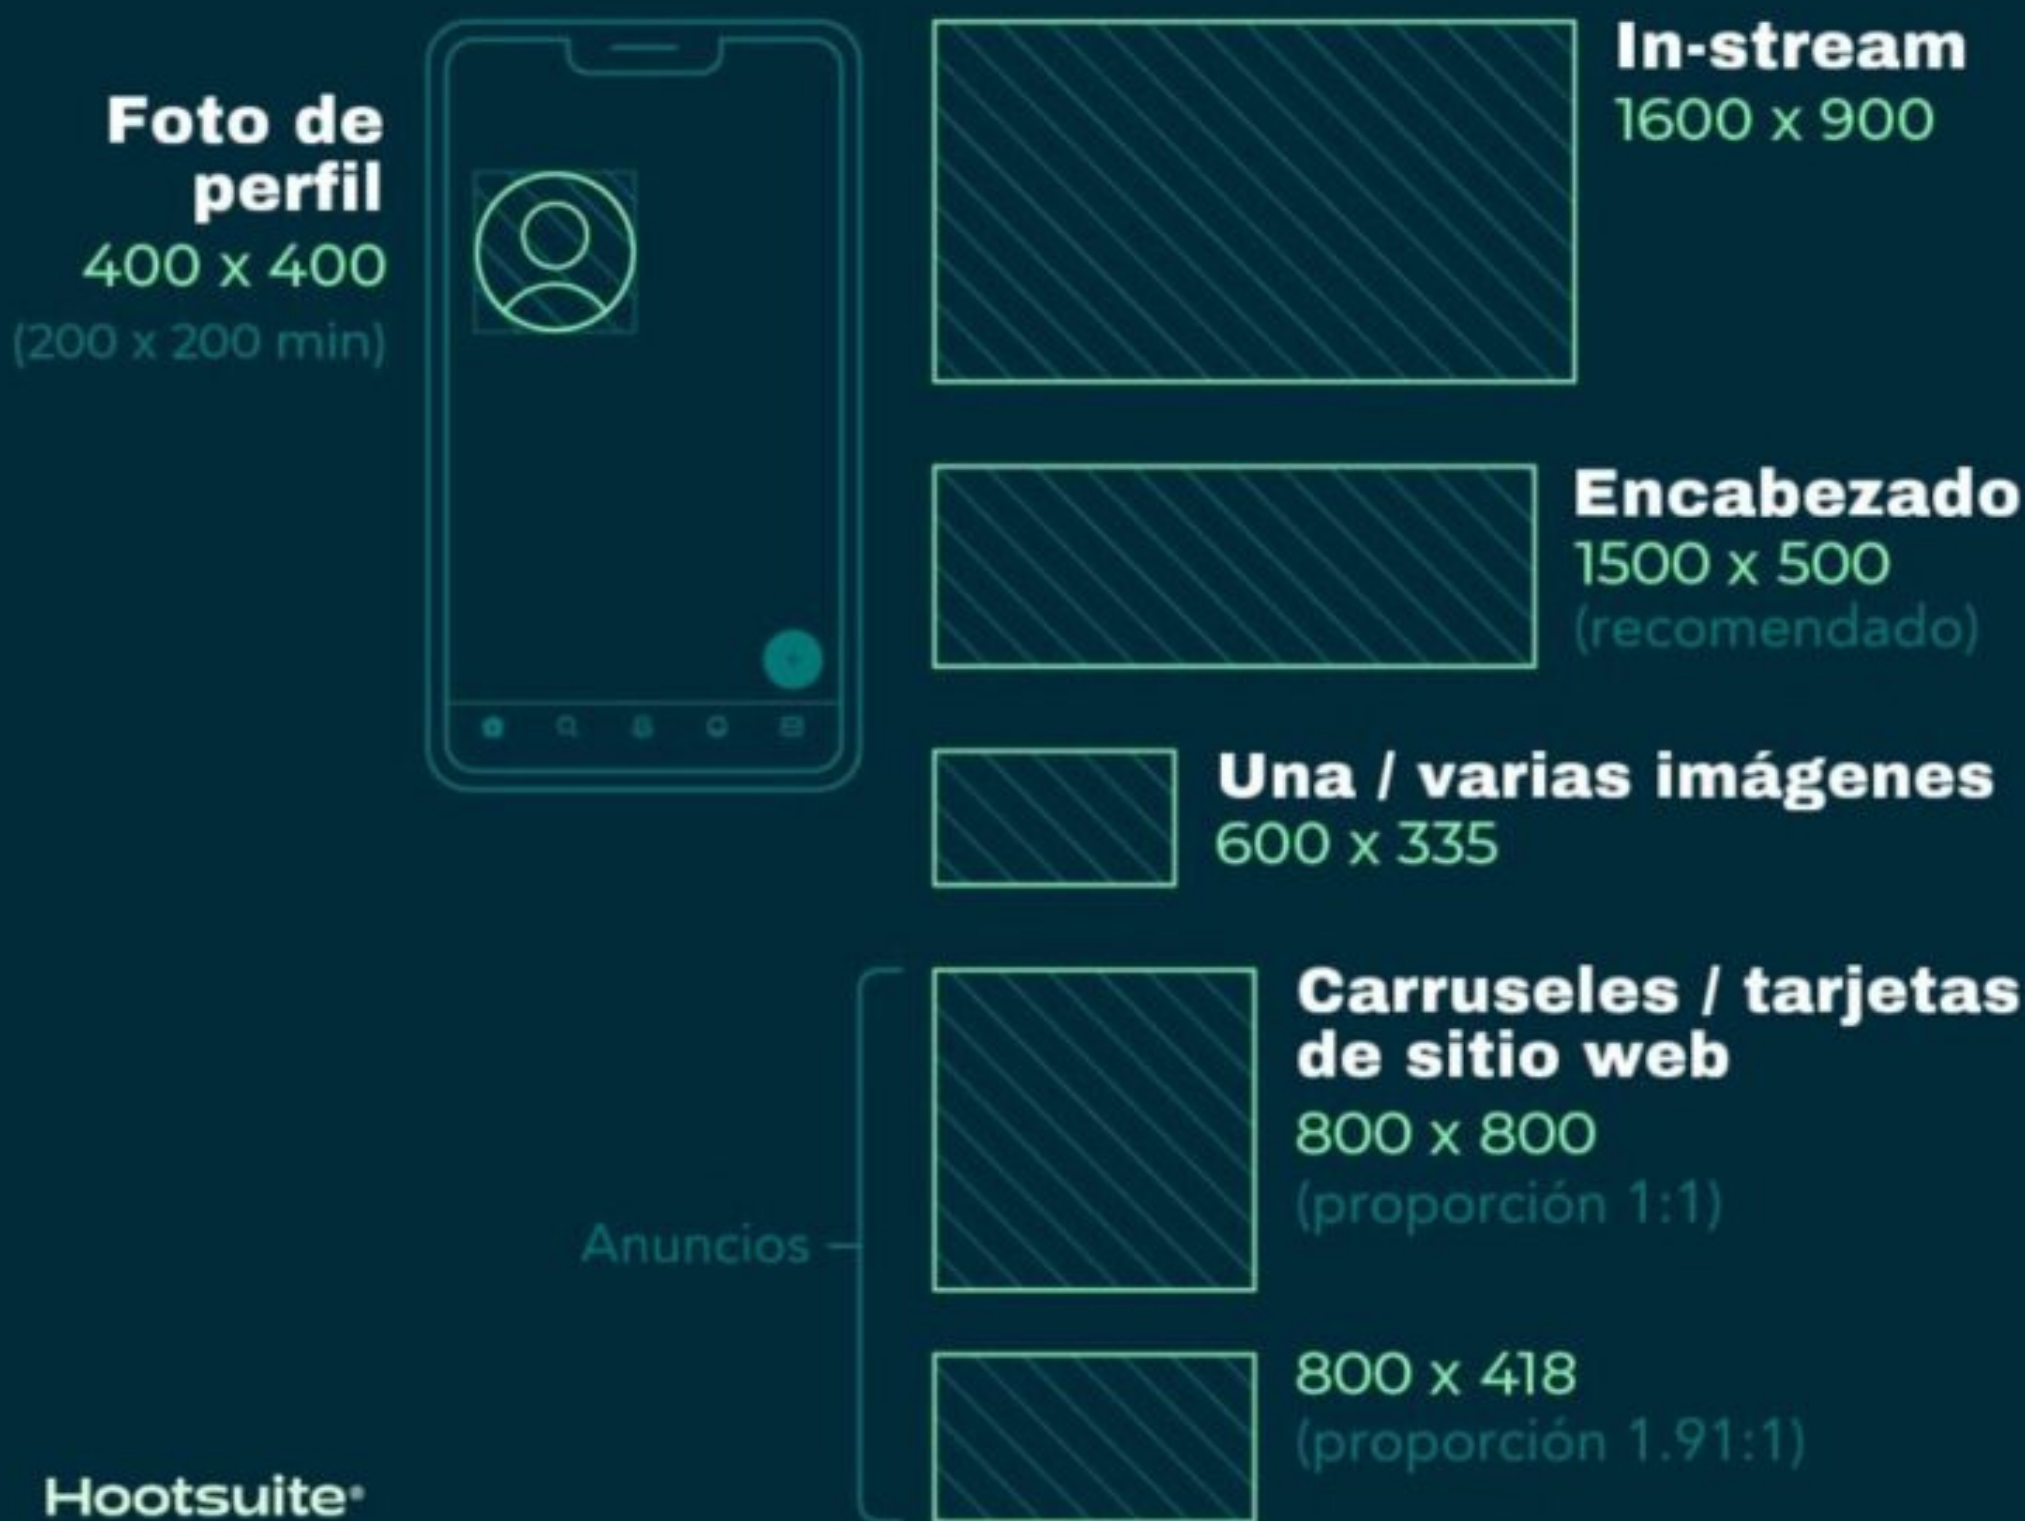 Foto de
perfil
400 x 400
(200 x 200 min)
In-stream
1600 x 900
Encabezado
1500 x 500
(recomendado)
Una / varias imágenes
600 x 335
Anuncios
Carruseles / tarjetas
de sitio web
800 x 800
(proporción 1:1)
800 x 418
(proporción 1.91:1)
Hootsuite®